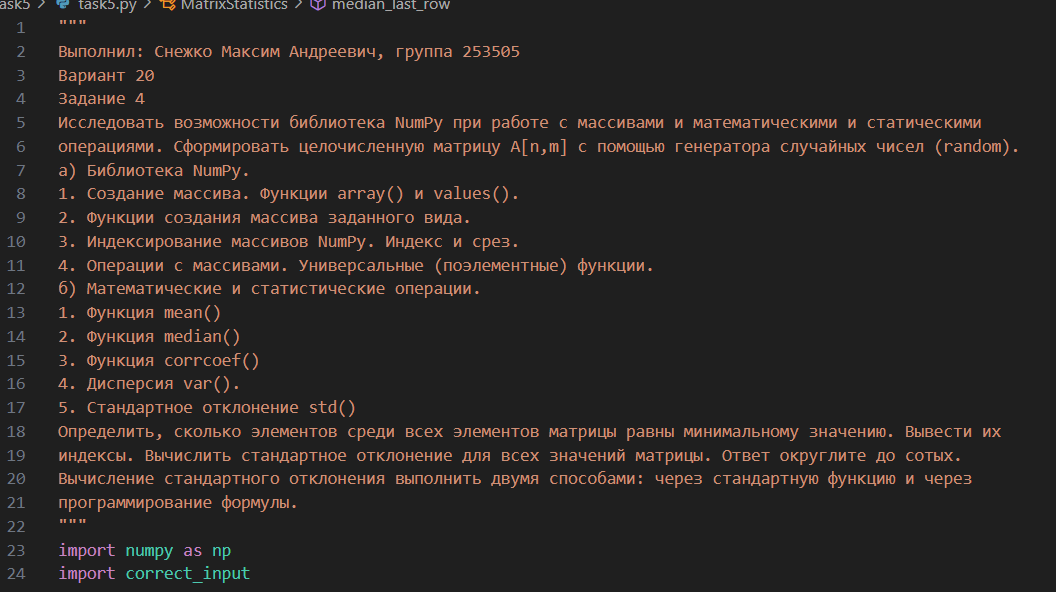 ask5 > task5.py > MatrixStatistics > median_last_row
1 """
2 Выполнил: Снежко Максим Андреевич, группа 253505
3 Вариант 20
4 Задание 4
5 Исследовать возможности библиотека NumPy при работе с массивами и математическими и статическими
6 операциями. Сформировать целочисленную матрицу А[n,m] с помощью генератора случайных чисел (random).
7 а) Библиотека NumPy.
8 1. Создание массива. Функции array() и values().
9 2. Функции создания массива заданного вида.
10 3. Индексирование массивов NumPy. Индекс и срез.
11 4. Операции с массивами. Универсальные (поэлементные) функции.
12 б) Математические и статистические операции.
13 1. Функция mean()
14 2. Функция median()
15 3. Функция corrcoef()
16 4. Дисперсия var().
17 5. Стандартное отклонение std()
18 Определить, сколько элементов среди всех элементов матрицы равны минимальному значению. Вывести их
19 индексы. Вычислить стандартное отклонение для всех значений матрицы. Ответ округлите до сотых.
20 Вычисление стандартного отклонения выполнить двумя способами: через стандартную функцию и через
21 программирование формулы.
22 """
23 import numpy as np
24 import correct_input